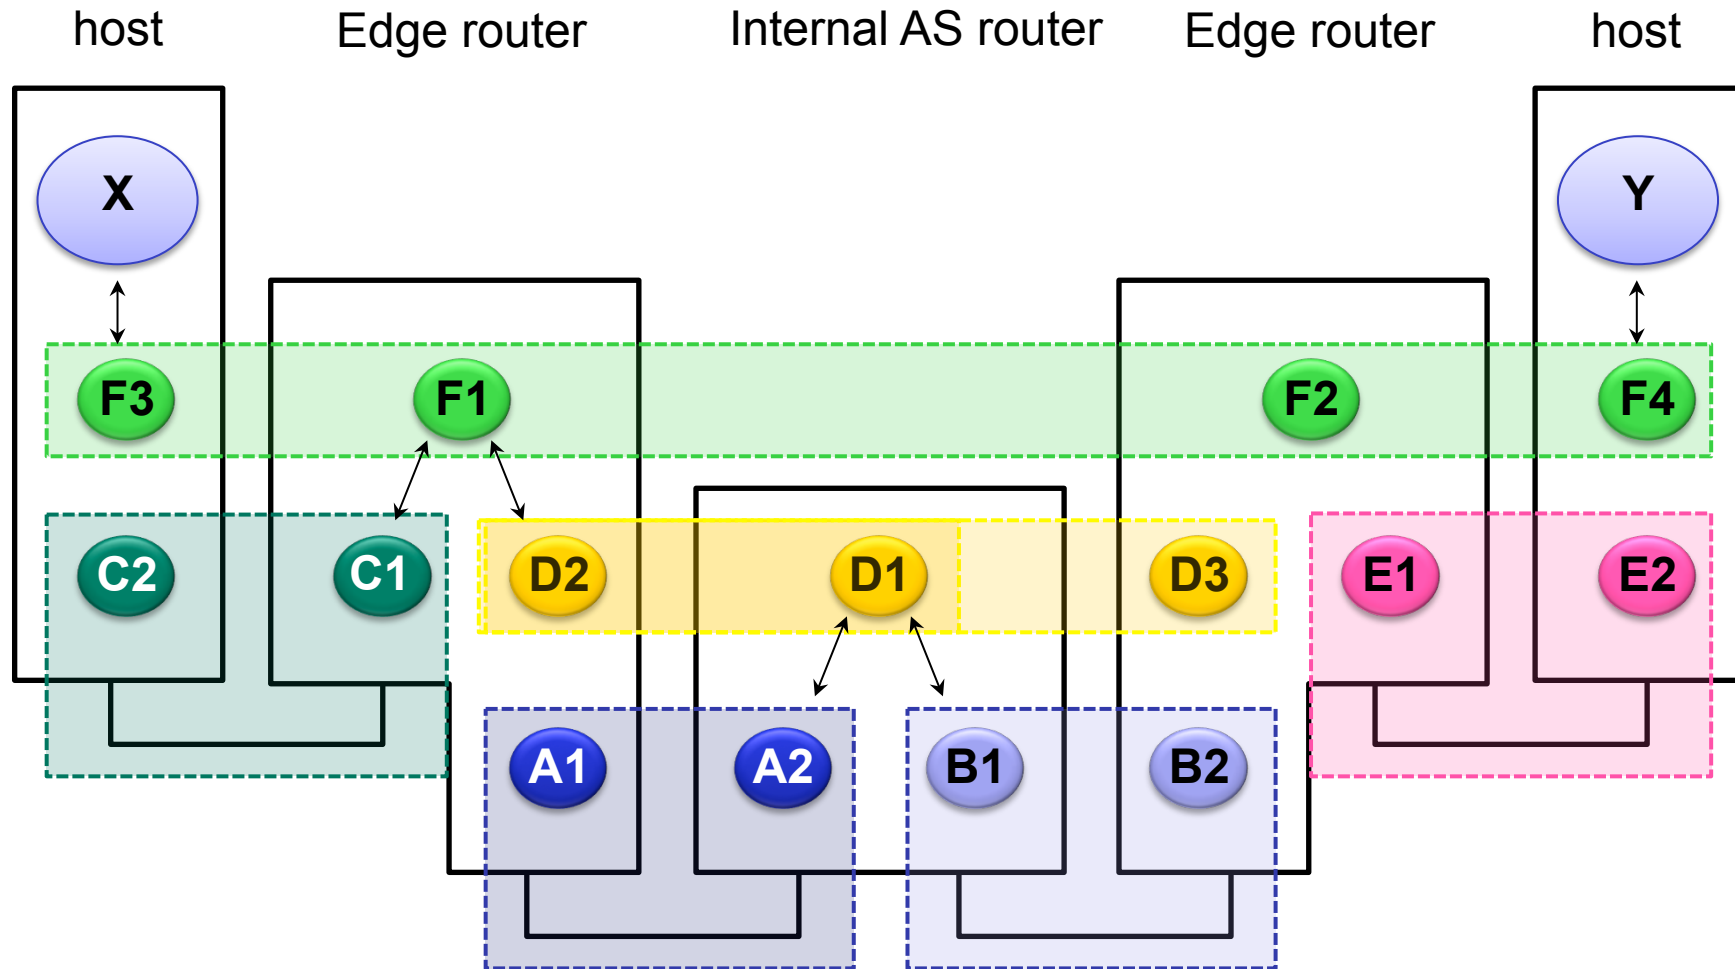 host Edge router Internal AS router Edge router host
X Y
F3 F1 F2 F4
C2 C1 D2 D1 D3 E1 E2
A1 A2 B1 B2